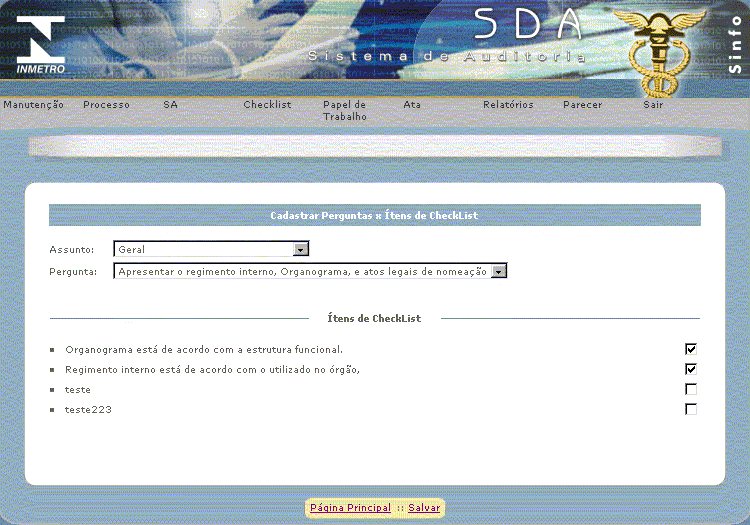 SDA
Sistema de Auditoria
INMETRO
Sinfo
Manutenção Processo SA Checklist Papel de Trabalho Ata Relatórios Parecer Sair
Cadastrar Perguntas x Ítens de CheckList
Assunto: Geral
Pergunta: Apresentar o regimento interno, Organograma, e atos legais de nomeação
Ítens de CheckList
Organograma está de acordo com a estrutura funcional.
Regimento interno está de acordo com o utilizado no órgão,
teste
teste223
Página Principal :: Salvar